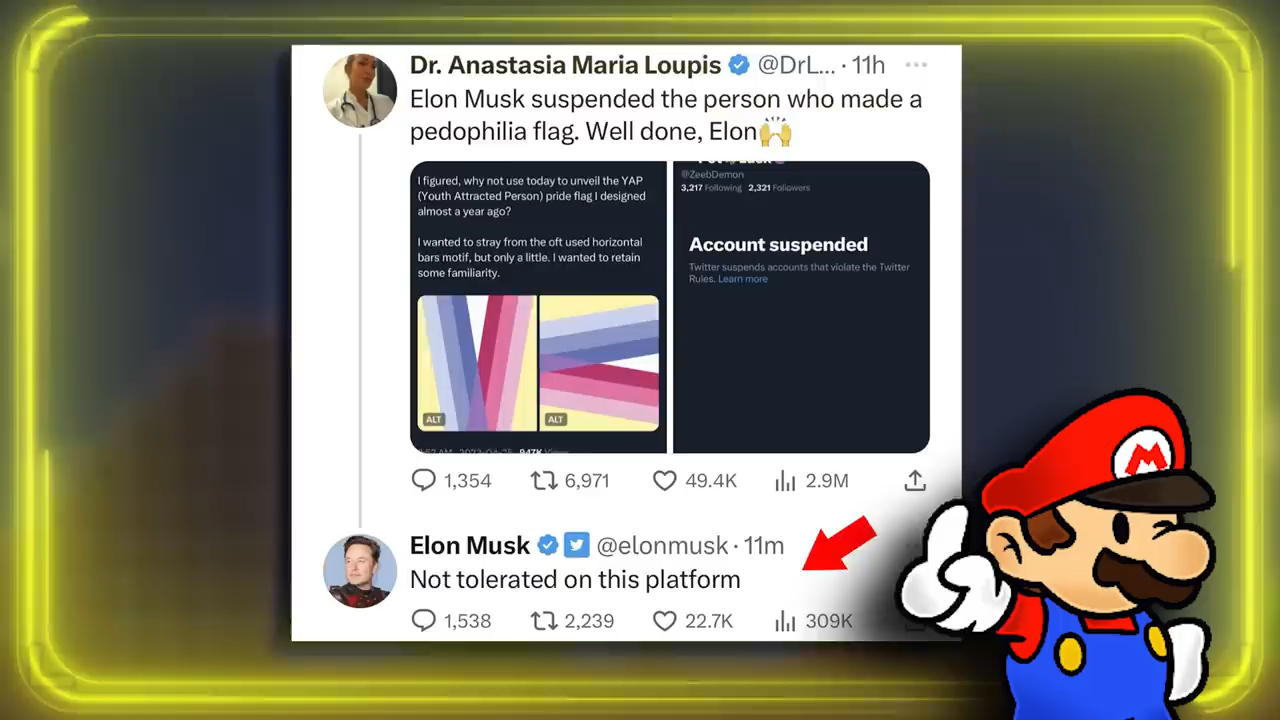 Dr. Anastasia Maria Loupis @DrL... · 11h
Elon Musk suspended the person who made a
pedophilia flag. Well done, Elon🙌
I figured, why not use today to unveil the YAP
(Youth Attracted Person) pride flag I designed
almost a year ago?
I wanted to stray from the oft used horizontal
bars motif, but only a little. I wanted to retain
some familiarity.
ALT
ALT
@ZeebDemon
3,217 Following 2,321 Followers
Account suspended
Twitter suspends accounts that violate the Twitter
Rules. Learn more
1,354 6,971 49.4K 2.9M
Elon Musk @elonmusk · 11m
Not tolerated on this platform
1,538 2,239 22.7K 309K
M